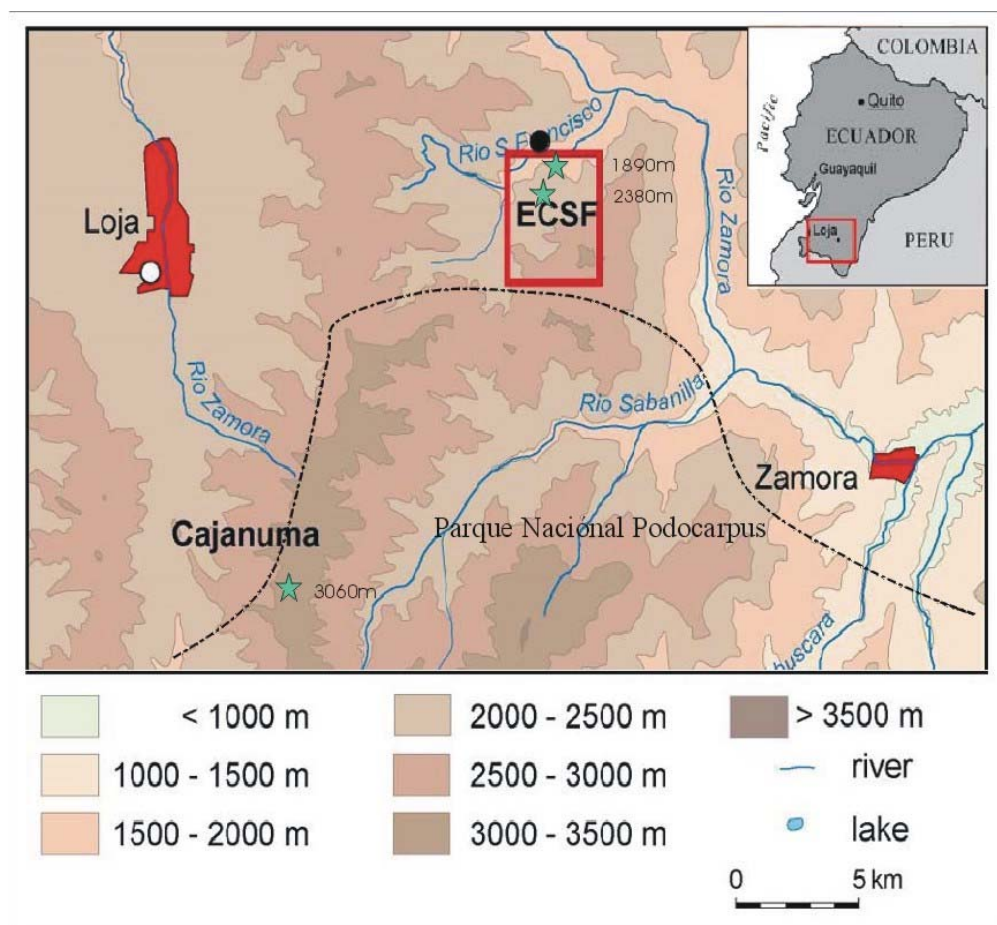 COLOMBIA
Quito
Pacific
ECUADOR
Guayaquil
Loja
PERU
Rio S. Francisco
1890m
2380m
ECSF
Loja
Rio Zamora
Rio Zamora
Rio Sabanilla
Zamora
Cajanuma
Parque Naciónal Podocarpus
3060m
buscara
< 1000 m
1000 - 1500 m
1500 - 2000 m
2000 - 2500 m
2500 - 3000 m
3000 - 3500 m
> 3500 m
river
lake
0 5 km